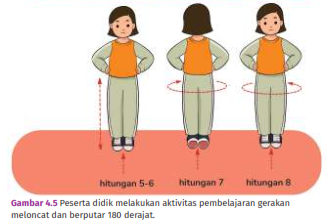 hitungan 5-6 hitungan 7 hitungan 8
Gambar 4.5 Peserta didik melakukan aktivitas pembelajaran gerakan
meloncat dan berputar 180 derajat.